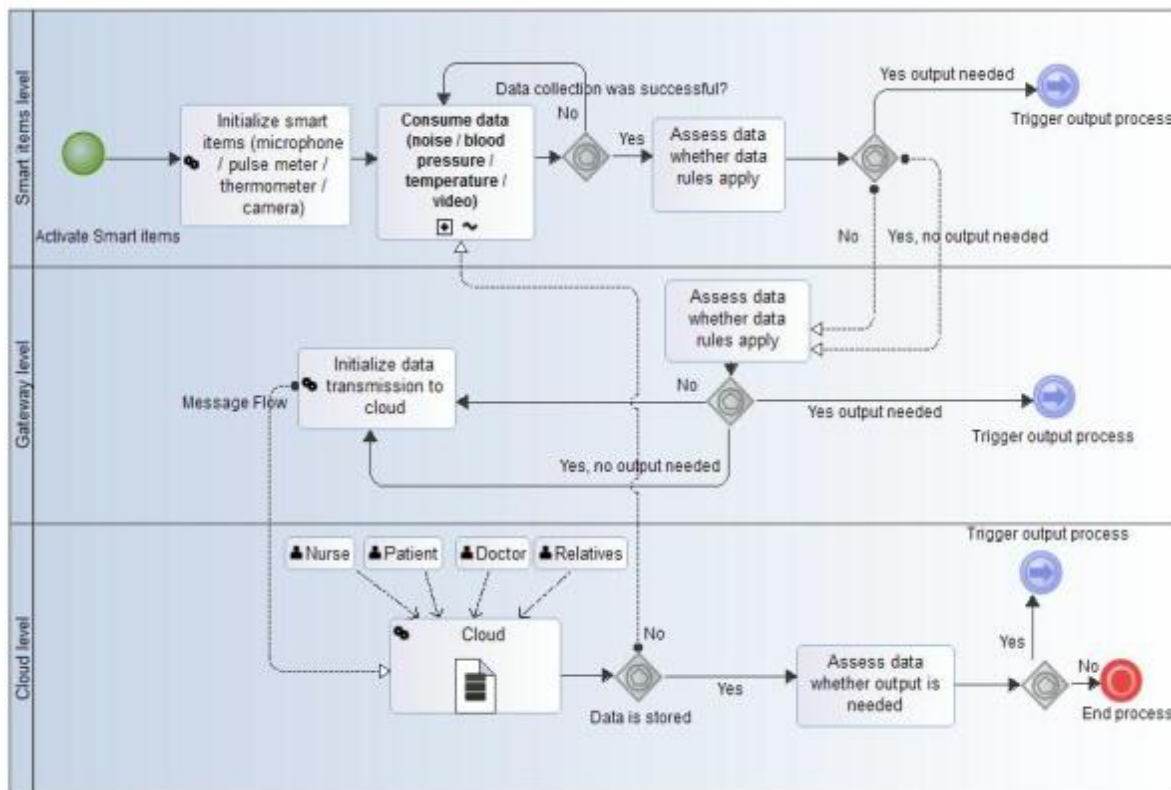 Smart items level
Activate Smart items
Initialize smart
items (microphone
/ pulse meter /
thermometer /
camera)
Consume data
(noise / blood
pressure /
temperature /
video)
Data collection was successful?
No
Yes
Assess data
whether data
rules apply
Yes output needed
Trigger output process
No
Yes, no output needed
Gateway level
Assess data
whether data
rules apply
No
Yes output needed
Trigger output process
Yes, no output needed
Initialize data
transmission to
cloud
Message Flow
Cloud level
Nurse
Patient
Doctor
Relatives
Cloud
No
Data is stored
Yes
Assess data
whether output is
needed
Trigger output process
Yes
No
End process